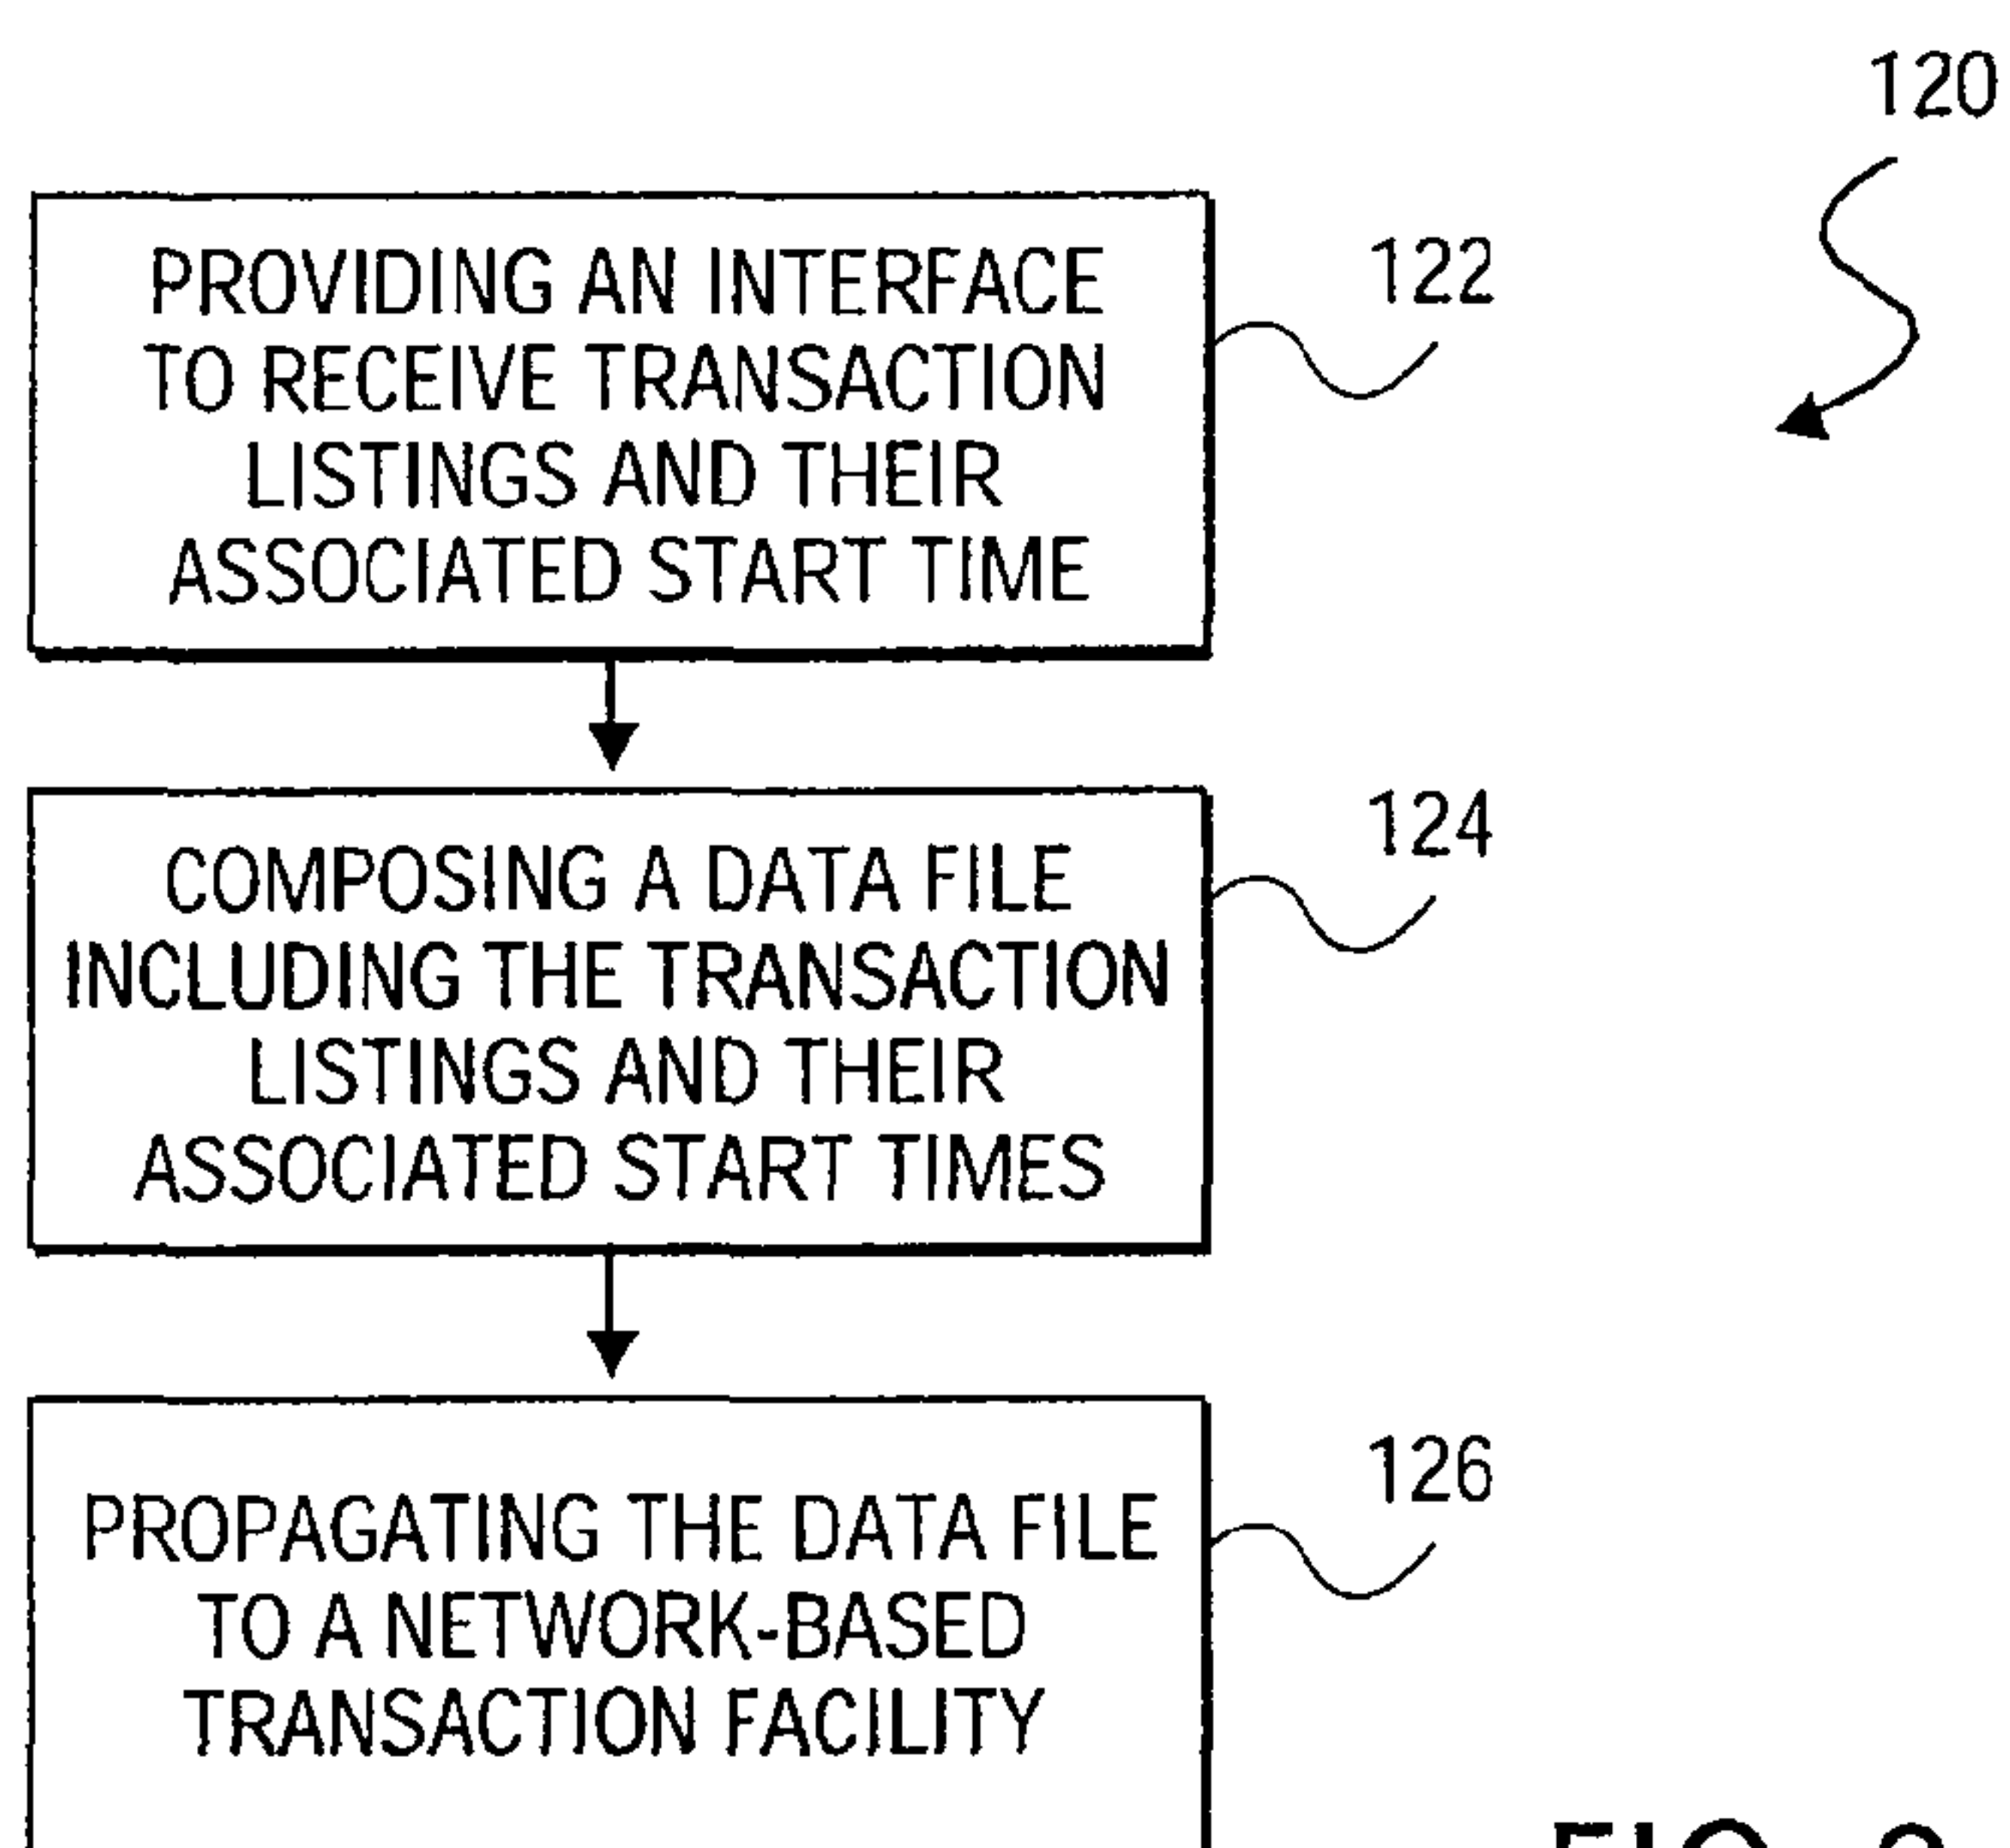 120
PROVIDING AN INTERFACE
TO RECEIVE TRANSACTION
LISTINGS AND THEIR
ASSOCIATED START TIME
122
COMPOSING A DATA FILE
INCLUDING THE TRANSACTION
LISTINGS AND THEIR
ASSOCIATED START TIMES
124
PROPAGATING THE DATA FILE
TO A NETWORK-BASED
TRANSACTION FACILITY
126